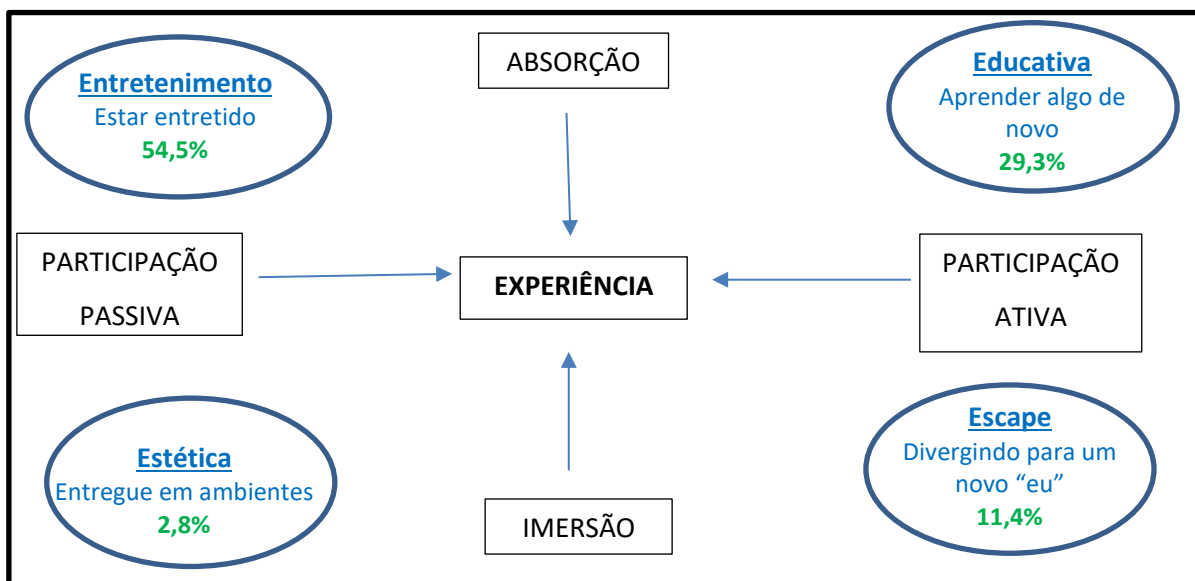 ABSORÇÃO
Entretenimento
Estar entretido
54,5%
Educativa
Aprender algo de
novo
29,3%
PARTICIPAÇÃO
PASSIVA
EXPERIÊNCIA
PARTICIPAÇÃO
ATIVA
Estética
Entregue em ambientes
2,8%
IMERSÃO
Escape
Divergindo para um
novo “eu”
11,4%